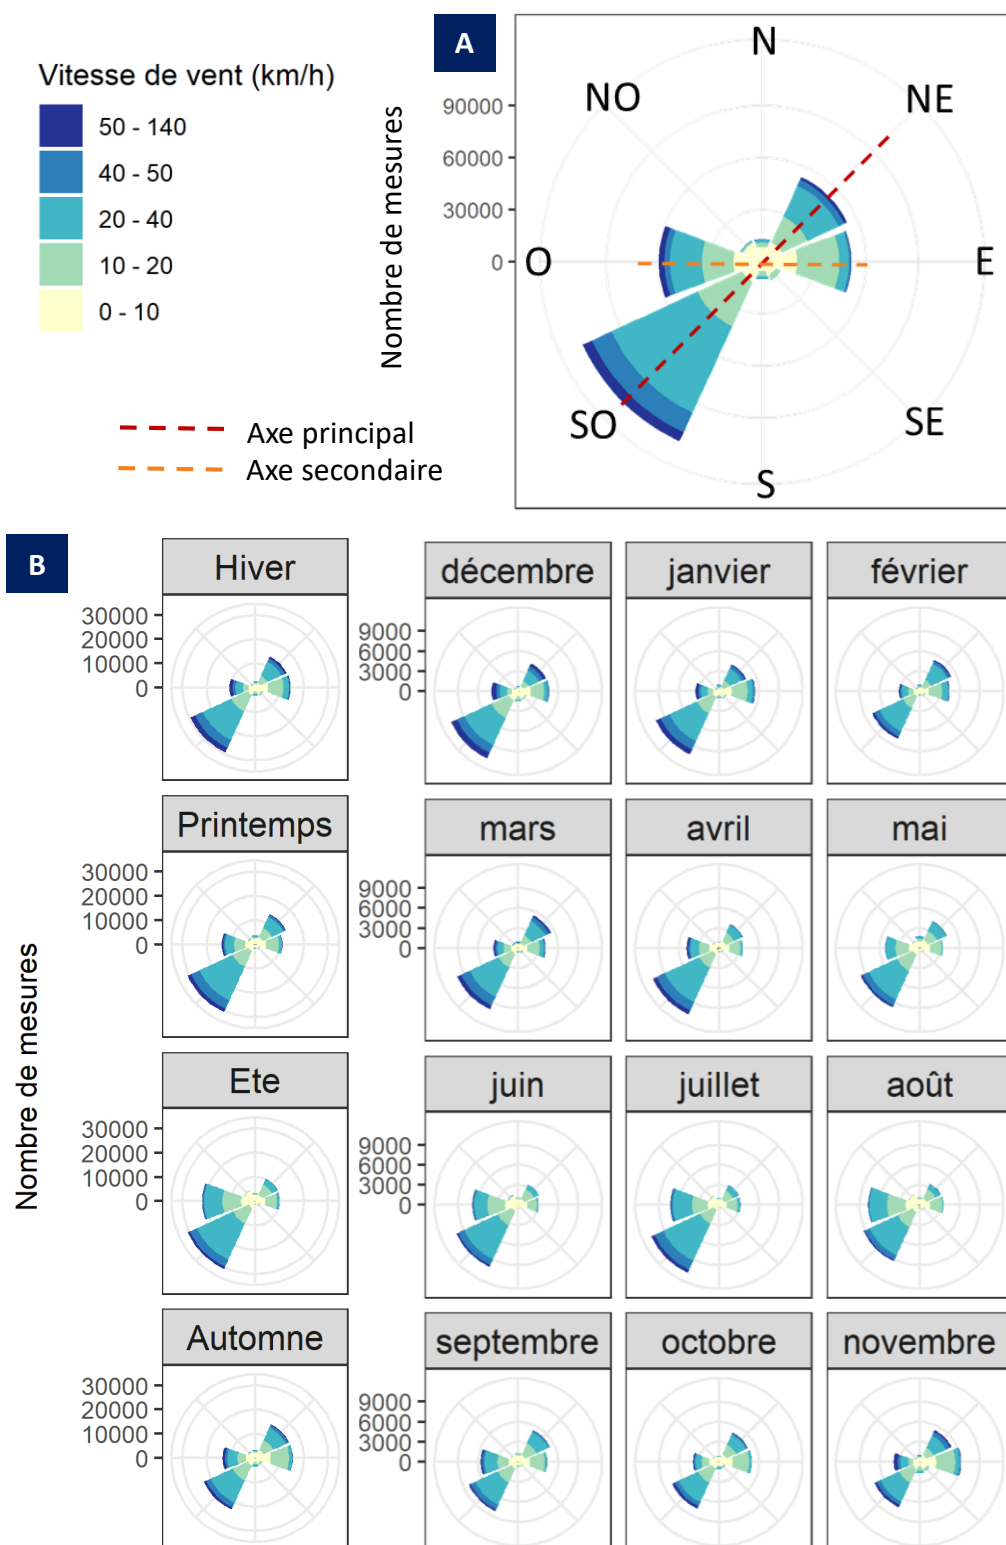 A
Vitesse de vent (km/h)
50 - 140
40 - 50
20 - 40
10 - 20
0 - 10
Nombre de mesures
90000
60000
30000
0
N
NO
NE
O
E
SO
SE
S
Axe principal
Axe secondaire
B
Nombre de mesures
Hiver
30000
20000
10000
0
décembre
janvier
février
9000
6000
3000
0
Printemps
30000
20000
10000
0
mars
avril
mai
9000
6000
3000
0
Ete
30000
20000
10000
0
juin
juillet
août
9000
6000
3000
0
Automne
30000
20000
10000
0
septembre
octobre
novembre
9000
6000
3000
0